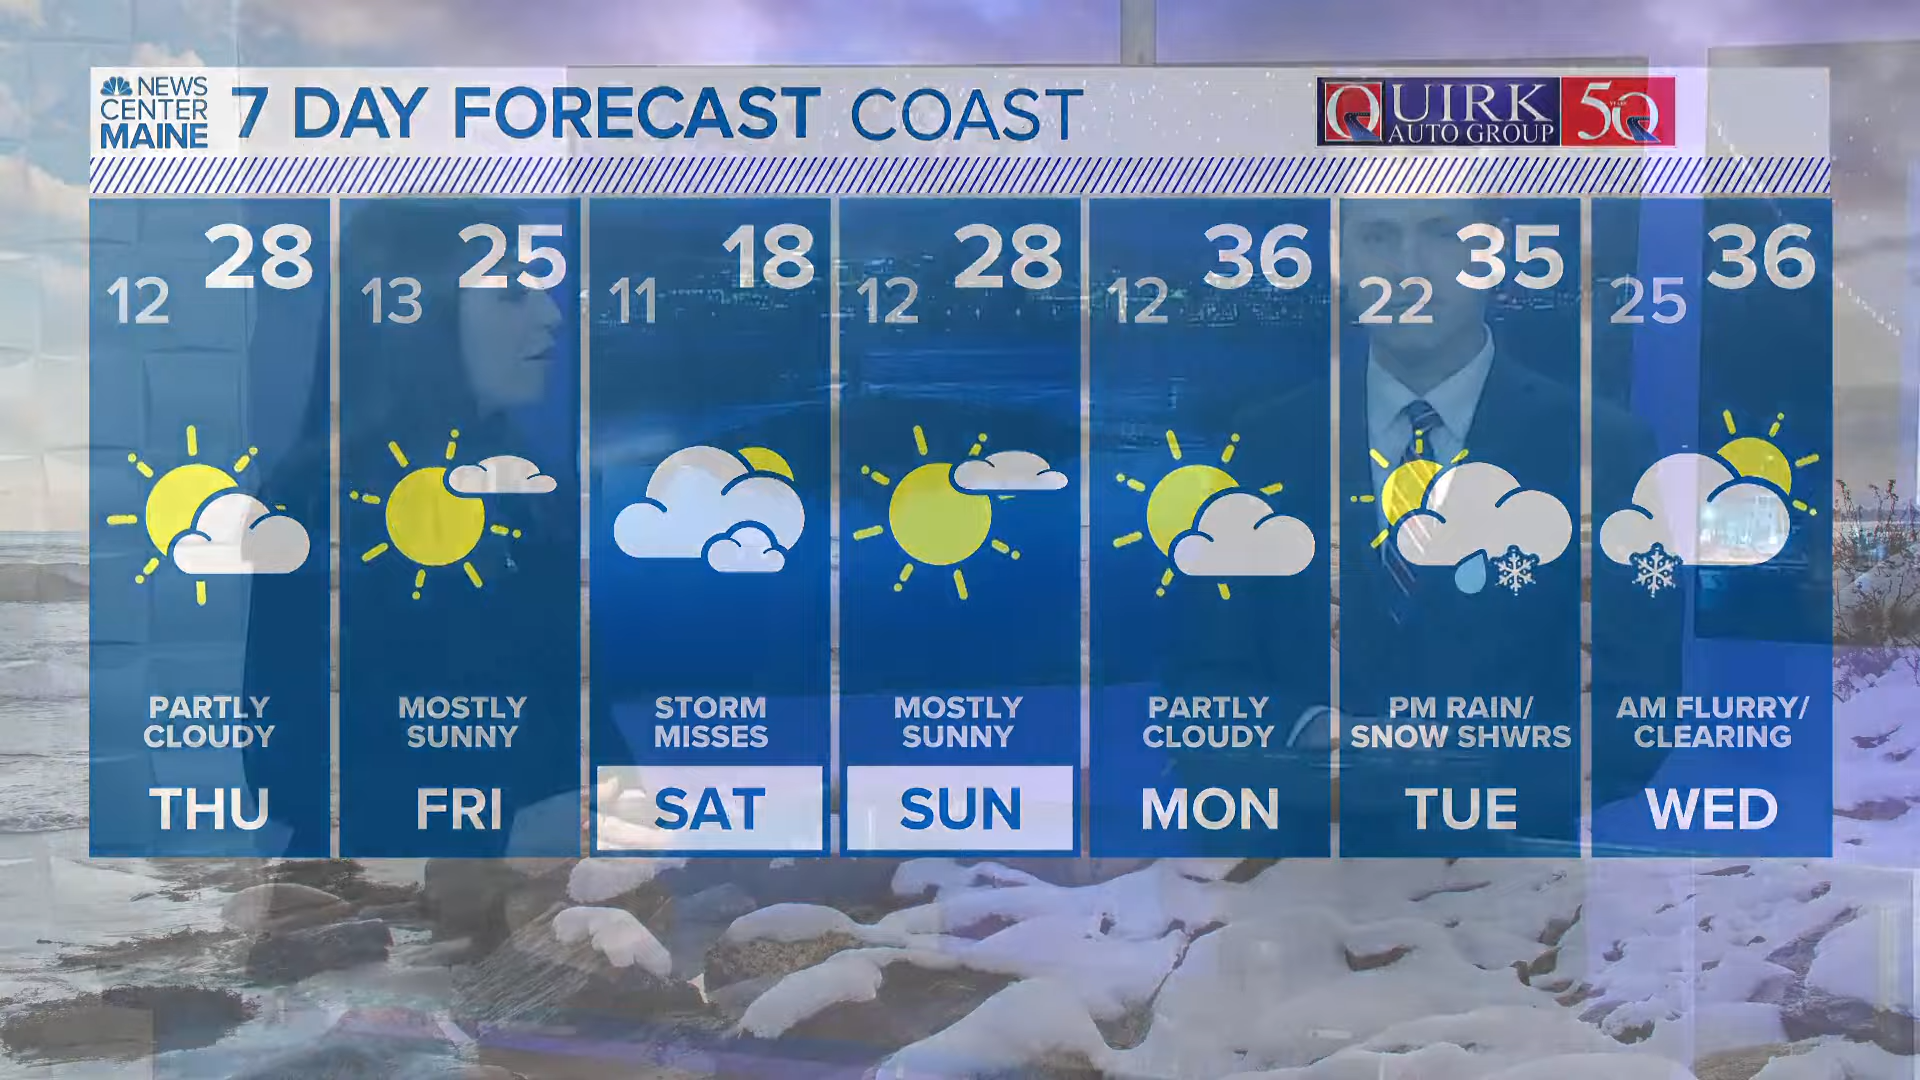 NEWS
CENTER
MAINE
7 DAY FORECAST COAST
QUIRK
AUTO GROUP
50
YEARS
12 28
13 25
11 18
12 28
12 36
22 35
25 36
PARTLY
CLOUDY
MOSTLY
SUNNY
STORM
MISSES
MOSTLY
SUNNY
PARTLY
CLOUDY
PM RAIN/
SNOW SHWRS
AM FLURRY/
CLEARING
THU
FRI
SAT
SUN
MON
TUE
WED